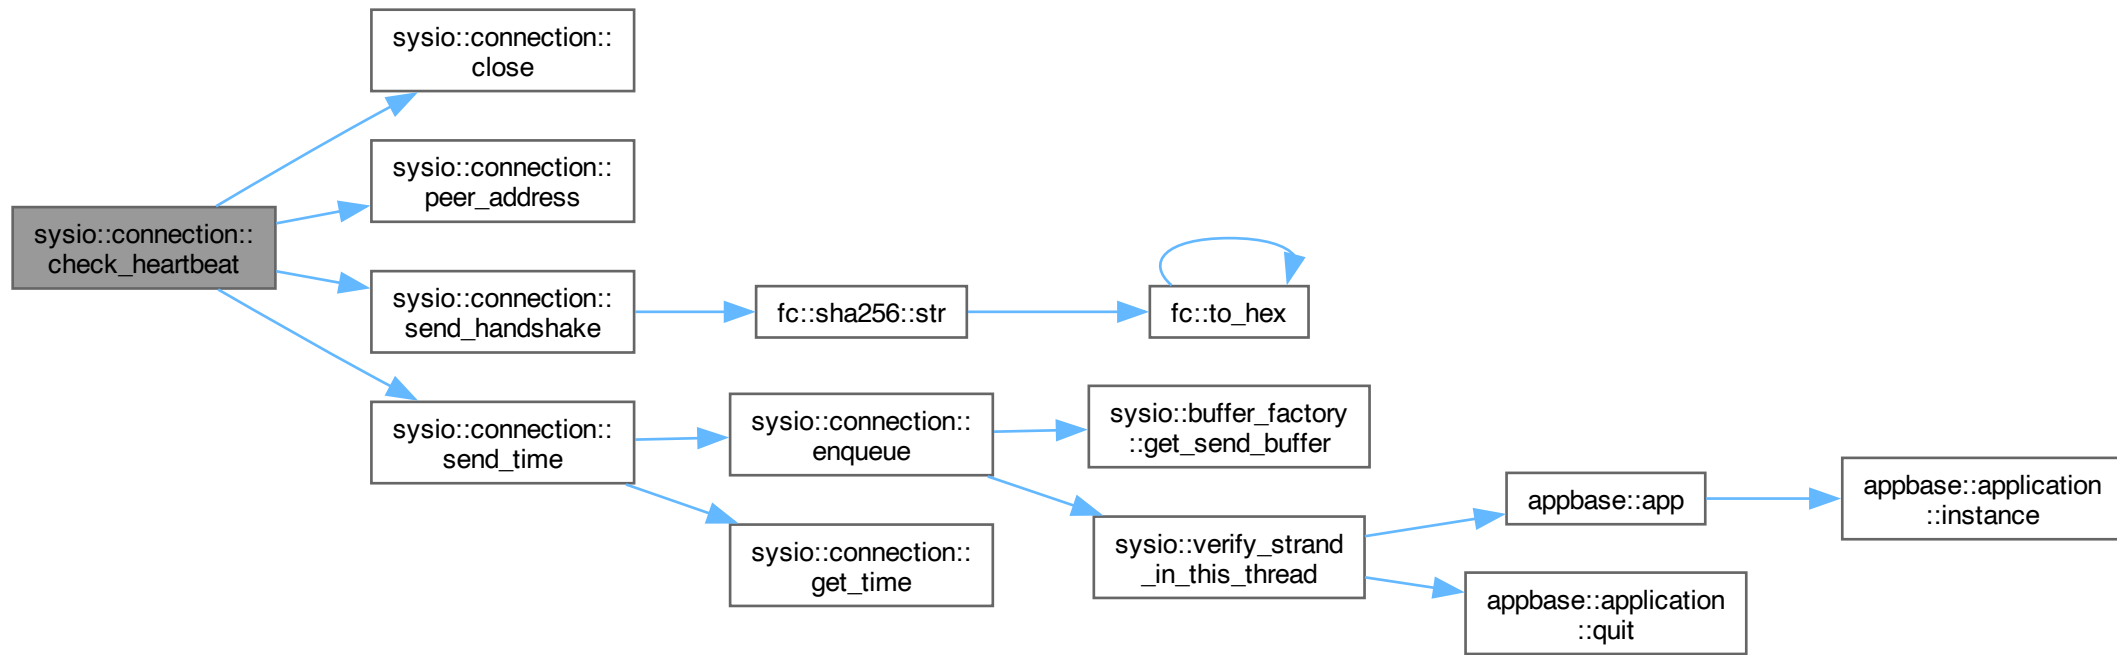 sysio::connection::
close
sysio::connection::
peer_address
sysio::connection::
check_heartbeat
sysio::connection::
send_handshake
fc::sha256::str
fc::to_hex
sysio::connection::
send_time
sysio::connection::
enqueue
sysio::buffer_factory
::get_send_buffer
sysio::connection::
get_time
sysio::verify_strand
_in_this_thread
appbase::app
appbase::application
::instance
appbase::application
::quit